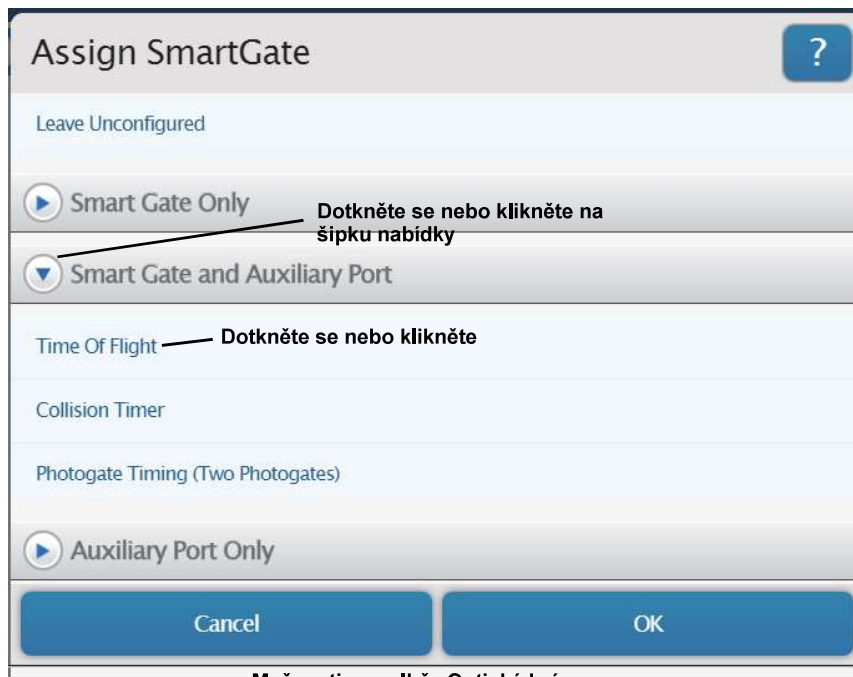 Assign SmartGate
?
Leave Unconfigured
Smart Gate Only
Dotkněte se nebo klikněte na
šipku nabídky
Smart Gate and Auxiliary Port
Time Of Flight
Dotkněte se nebo klikněte
Collision Timer
Photogate Timing (Two Photogates)
Auxiliary Port Only
Cancel
OK